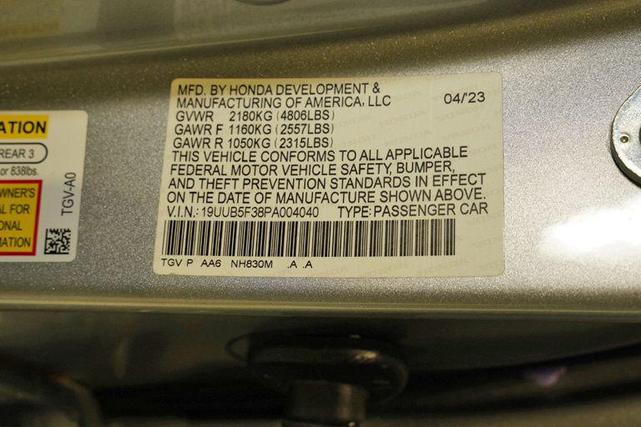 MFD. BY HONDA DEVELOPMENT &
MANUFACTURING OF AMERICA, LLC 04/'23
GVWR 2180KG (4806LBS)
GAWR F 1160KG (2557LBS)
GAWR R 1050KG (2315LBS)
THIS VEHICLE CONFORMS TO ALL APPLICABLE
FEDERAL MOTOR VEHICLE SAFETY, BUMPER,
AND THEFT PREVENTION STANDARDS IN EFFECT
ON THE DATE OF MANUFACTURE SHOWN ABOVE.
V.I.N.: 19UUB5F38PA004040 TYPE: PASSENGER CAR
TGV P AA6 NH830M .A .A
ATION
REAR 3
or 838lbs.
WNER'S
AL FOR
IONAL
TGV-A0